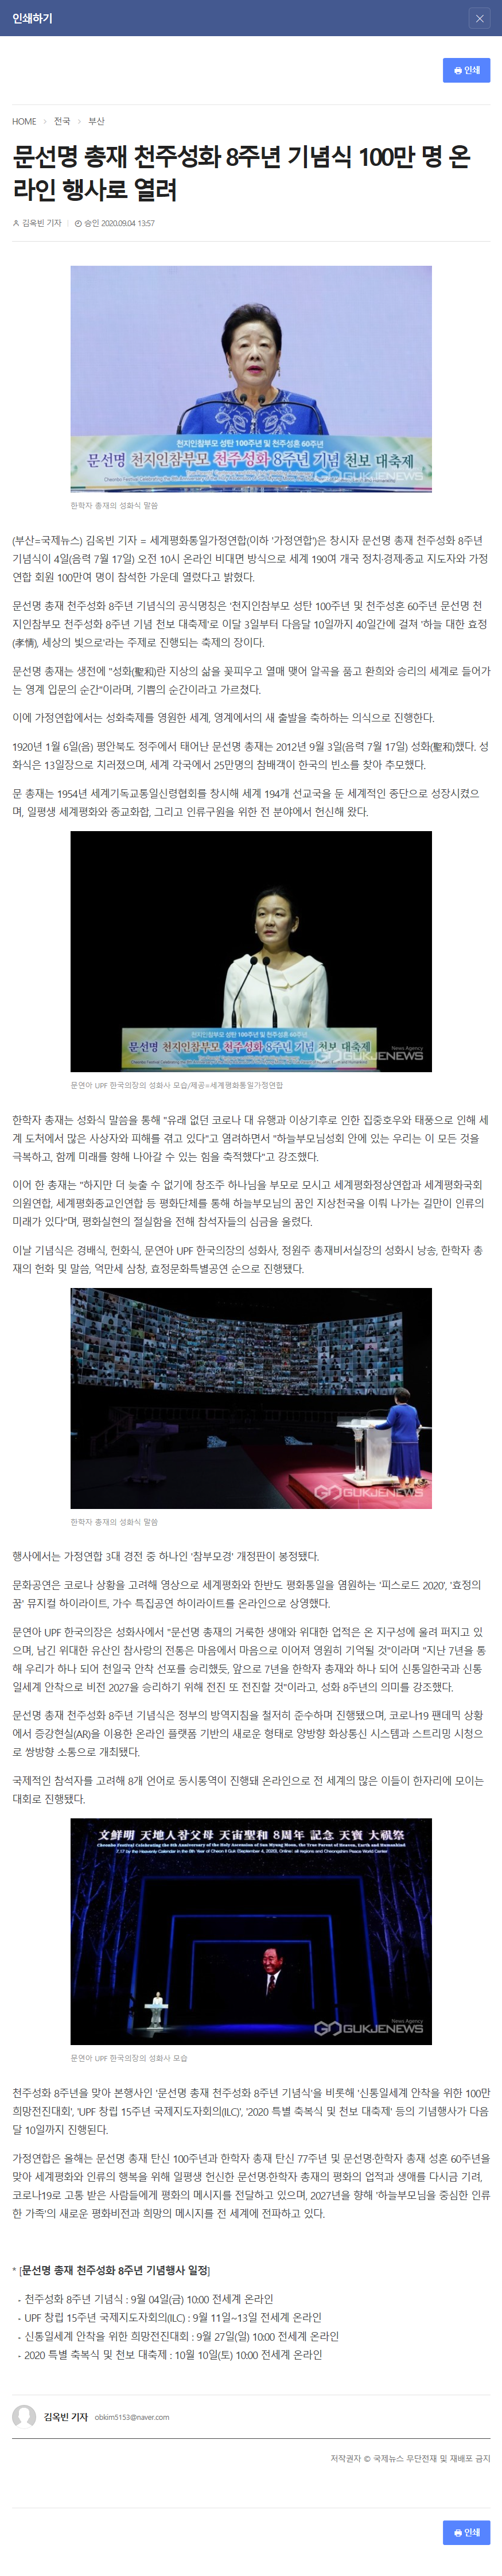 인쇄하기
인쇄
HOME > 전국 > 부산
문선명 총재 천주성화 8주년 기념식 100만 명 온
라인 행사로 열려
김옥빈 기자 | 승인 2020.09.04 13:57
천지인참부모 성탄 100주년 및 천주성혼 60주년
문선명 천지인참부모 천주성화 8주년 기념 천보 대축제
News Agency
GUKJENEWS
한학자 총재의 성화식 말씀
(부산=국제뉴스) 김옥빈 기자 = 세계평화통일가정연합(이하 '가정연합')은 창시자 문선명 총재 천주성화 8주년
기념식이 4일(음력 7월 17일) 오전 10시 온라인 비대면 방식으로 세계 190여 개국 정치·경제·종교 지도자와 가정
연합 회원 100만여 명이 참석한 가운데 열렸다고 밝혔다.
문선명 총재 천주성화 8주년 기념식의 공식명칭은 '천지인참부모 성탄 100주년 및 천주성혼 60주년 문선명 천
지인참부모 천주성화 8주년 기념 천보 대축제'로 이달 3일부터 다음달 10일까지 40일간에 걸쳐 '하늘 대한 효정
(孝情), 세상의 빛으로'라는 주제로 진행되는 축제의 장이다.
문선명 총재는 생전에 "성화(聖和)란 지상의 삶을 꽃피우고 열매 맺어 알곡을 품고 환희와 승리의 세계로 들어가
는 영계 입문의 순간"이라며, 기쁨의 순간이라고 가르쳤다.
이에 가정연합에서는 성화축제를 영원한 세계, 영계에서의 새 출발을 축하하는 의식으로 진행한다.
1920년 1월 6일(음) 평안북도 정주에서 태어난 문선명 총재는 2012년 9월 3일(음력 7월 17일) 성화(聖和)했다. 성
화식은 13일장으로 치러졌으며, 세계 각국에서 25만명의 참배객이 한국의 빈소를 찾아 추모했다.
문 총재는 1954년 세계기독교통일신령협회를 창시해 세계 194개 선교국을 둔 세계적인 종단으로 성장시켰으
며, 일평생 세계평화와 종교화합, 그리고 인류구원을 위한 전 분야에서 헌신해 왔다.
천지인참부모 성탄 100주년 및 천주성혼 60주년
문선명 천지인참부모 천주성화 8주년 기념 천보 대축제
News Agency
GUKJENEWS
문연아 UPF 한국의장의 성화사 모습/제공=세계평화통일가정연합
한학자 총재는 성화식 말씀을 통해 "유래 없던 코로나 대 유행과 이상기후로 인한 집중호우와 태풍으로 인해 세
계 도처에서 많은 사상자와 피해를 겪고 있다"고 염려하면서 "하늘부모님성회 안에 있는 우리는 이 모든 것을
극복하고, 함께 미래를 향해 나아갈 수 있는 힘을 축적했다"고 강조했다.
이어 한 총재는 "하지만 더 늦출 수 없기에 창조주 하나님을 부모로 모시고 세계평화정상연합과 세계평화국회
의원연합, 세계평화종교인연합 등 평화단체를 통해 하늘부모님의 꿈인 지상천국을 이뤄 나가는 길만이 인류의
미래가 있다"며, 평화실현의 절실함을 전해 참석자들의 심금을 울렸다.
이날 기념식은 경배식, 헌화식, 문연아 UPF 한국의장의 성화사, 정원주 총재비서실장의 성화시 낭송, 한학자 총
재의 헌화 및 말씀, 억만세 삼창, 효정문화특별공연 순으로 진행됐다.
News Agency
GUKJENEWS
한학자 총재의 성화식 말씀
행사에서는 가정연합 3대 경전 중 하나인 '참부모경' 개정판이 봉정됐다.
문화공연은 코로나 상황을 고려해 영상으로 세계평화와 한반도 평화통일을 염원하는 '피스로드 2020', '효정의
꿈' 뮤지컬 하이라이트, 가수 특집공연 하이라이트를 온라인으로 상영했다.
문연아 UPF 한국의장은 성화사에서 "문선명 총재의 거룩한 생애와 위대한 업적은 온 지구성에 울려 퍼지고 있
으며, 남긴 위대한 유산인 참사랑의 전통은 마음에서 마음으로 이어져 영원히 기억될 것"이라며 "지난 7년을 통
해 우리가 하나 되어 천일국 안착 선포를 승리했듯, 앞으로 7년을 한학자 총재와 하나 되어 신통일한국과 신통
일세계 안착으로 비전 2027을 승리하기 위해 전진 또 전진할 것"이라고, 성화 8주년의 의미를 강조했다.
문선명 총재 천주성화 8주년 기념식은 정부의 방역지침을 철저히 준수하며 진행됐으며, 코로나19 팬데믹 상황
에서 증강현실(AR)을 이용한 온라인 플랫폼 기반의 새로운 형태로 양방향 화상통신 시스템과 스트리밍 시청으
로 쌍방향 소통으로 개최됐다.
국제적인 참석자를 고려해 8개 언어로 동시통역이 진행돼 온라인으로 전 세계의 많은 이들이 한자리에 모이는
대회로 진행됐다.
文鮮明 天地人참父母 天宙聖和 8周年 記念 天寶 大祝祭
Cheonbo Festival Celebrating the 8th Anniversary of the Holy Ascension of Sun Myung Moon, the True Parent of Heaven, Earth and Humankind
7.17 by the Heavenly Calendar in the 8th Year of Cheon Il Guk (September 4, 2020), Online: all regions and Cheongshim Peace World Center
News Agency
GUKJENEWS
문연아 UPF 한국의장의 성화사 모습
천주성화 8주년을 맞아 본행사인 '문선명 총재 천주성화 8주년 기념식'을 비롯해 '신통일세계 안착을 위한 100만
희망전진대회', 'UPF 창립 15주년 국제지도자회의(ILC)', '2020 특별 축복식 및 천보 대축제' 등의 기념행사가 다음
달 10일까지 진행된다.
가정연합은 올해는 문선명 총재 탄신 100주년과 한학자 총재 탄신 77주년 및 문선명·한학자 총재 성혼 60주년을
맞아 세계평화와 인류의 행복을 위해 일평생 헌신한 문선명·한학자 총재의 평화의 업적과 생애를 다시금 기려,
코로나19로 고통 받은 사람들에게 평화의 메시지를 전달하고 있으며, 2027년을 향해 '하늘부모님을 중심한 인류
한 가족'의 새로운 평화비전과 희망의 메시지를 전 세계에 전파하고 있다.
* [문선명 총재 천주성화 8주년 기념행사 일정]
- 천주성화 8주년 기념식 : 9월 04일(금) 10:00 전세계 온라인
- UPF 창립 15주년 국제지도자회의(ILC) : 9월 11일~13일 전세계 온라인
- 신통일세계 안착을 위한 희망전진대회 : 9월 27일(일) 10:00 전세계 온라인
- 2020 특별 축복식 및 천보 대축제 : 10월 10일(토) 10:00 전세계 온라인
김옥빈 기자 obkim5153@naver.com
저작권자 © 국제뉴스 무단전재 및 재배포 금지
인쇄